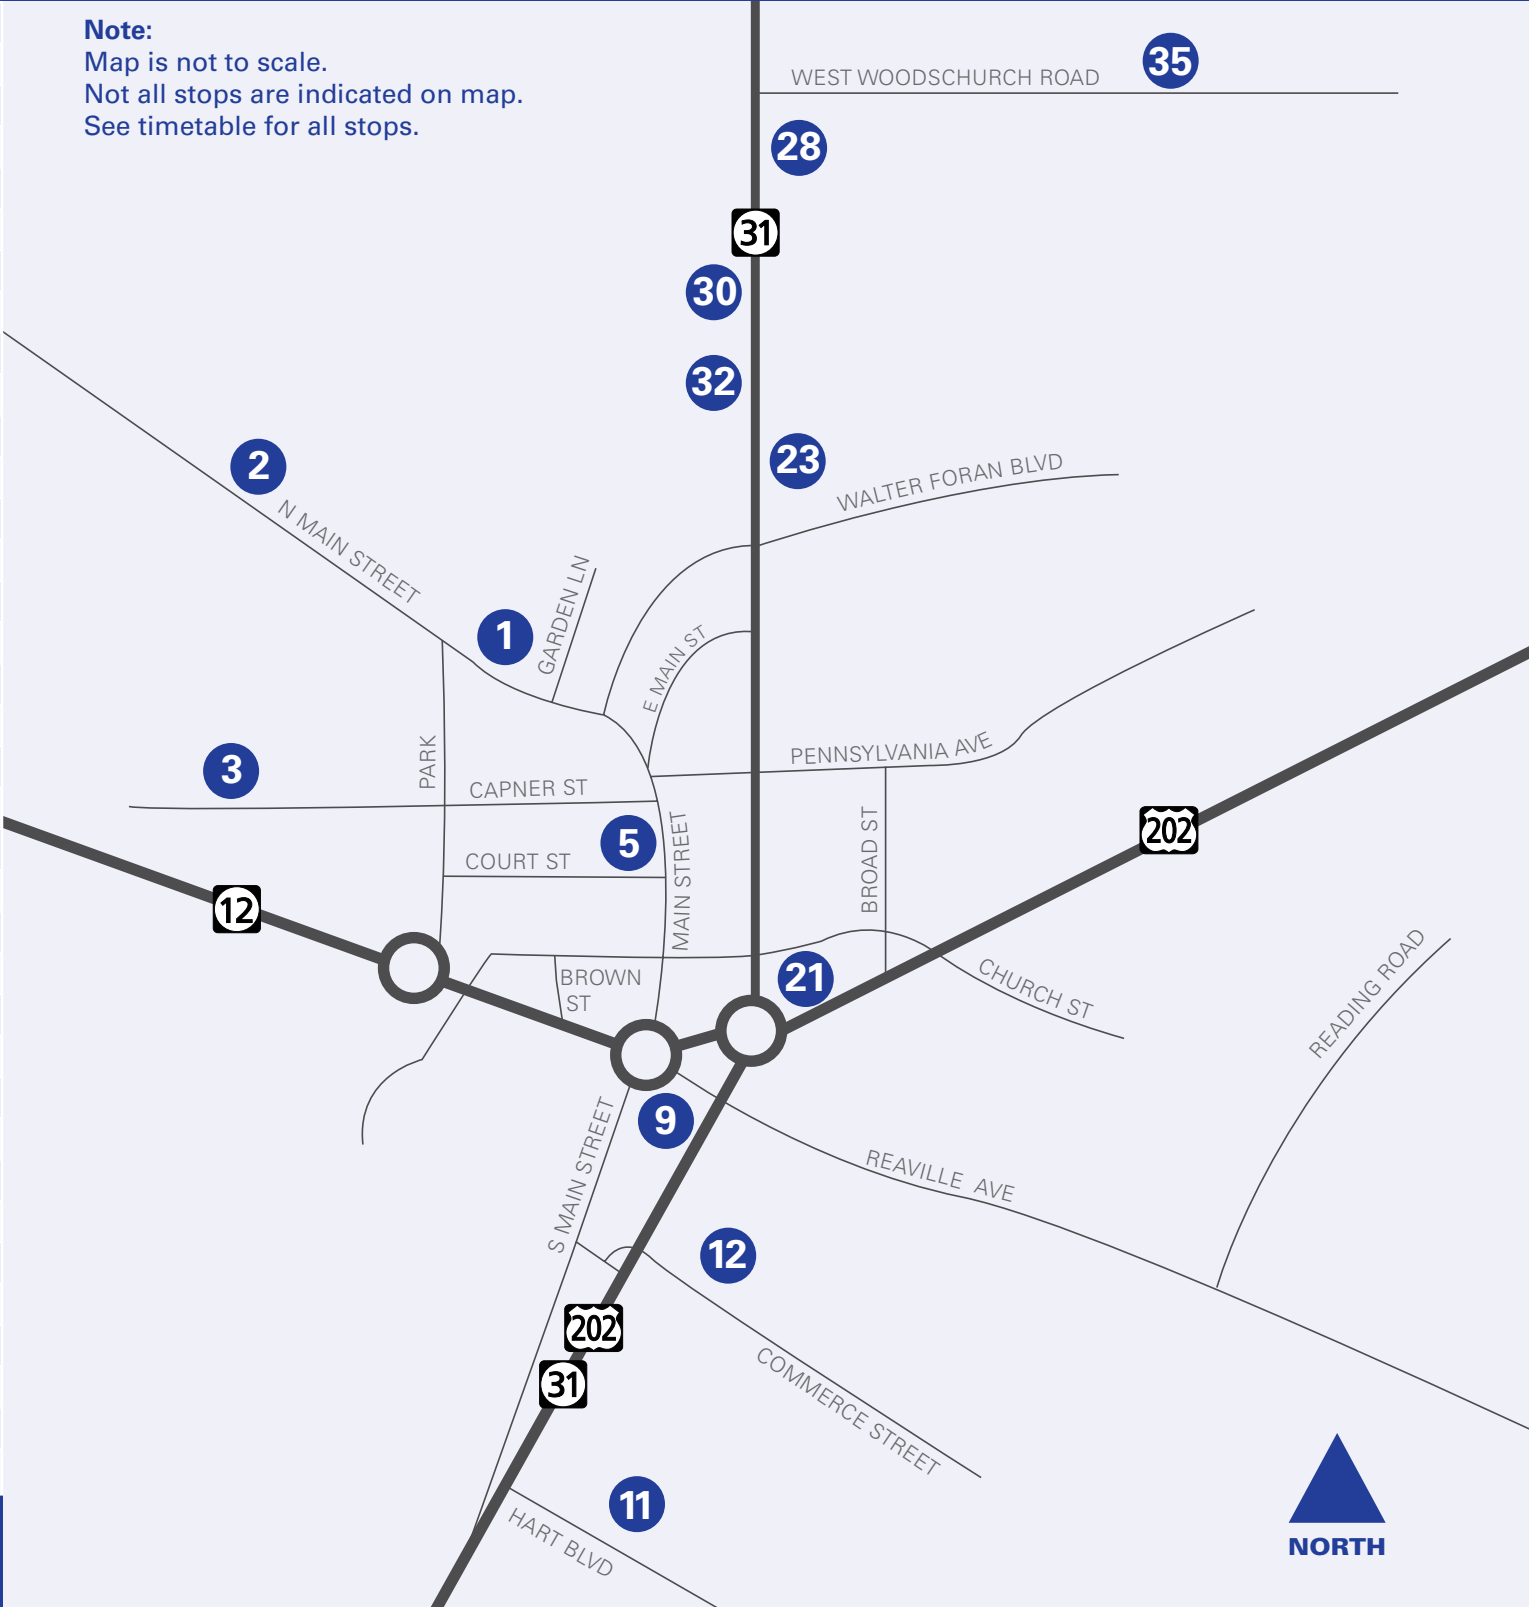 Note:
Map is not to scale.
Not all stops are indicated on map.
See timetable for all stops.
35
WEST WOODSCHURCH ROAD
28
31
30
32
23
2
WALTER FORAN BLVD
N MAIN STREET
GARDEN LN
1
E MAIN ST
PENNSYLVANIA AVE
PARK
3
CAPNER ST
202
5
MAIN STREET
BROAD ST
COURT ST
12
BROWN
ST
21
CHURCH ST
READING ROAD
9
S MAIN STREET
REAVILLE AVE
12
202
31
COMMERCE STREET
11
HART BLVD
NORTH